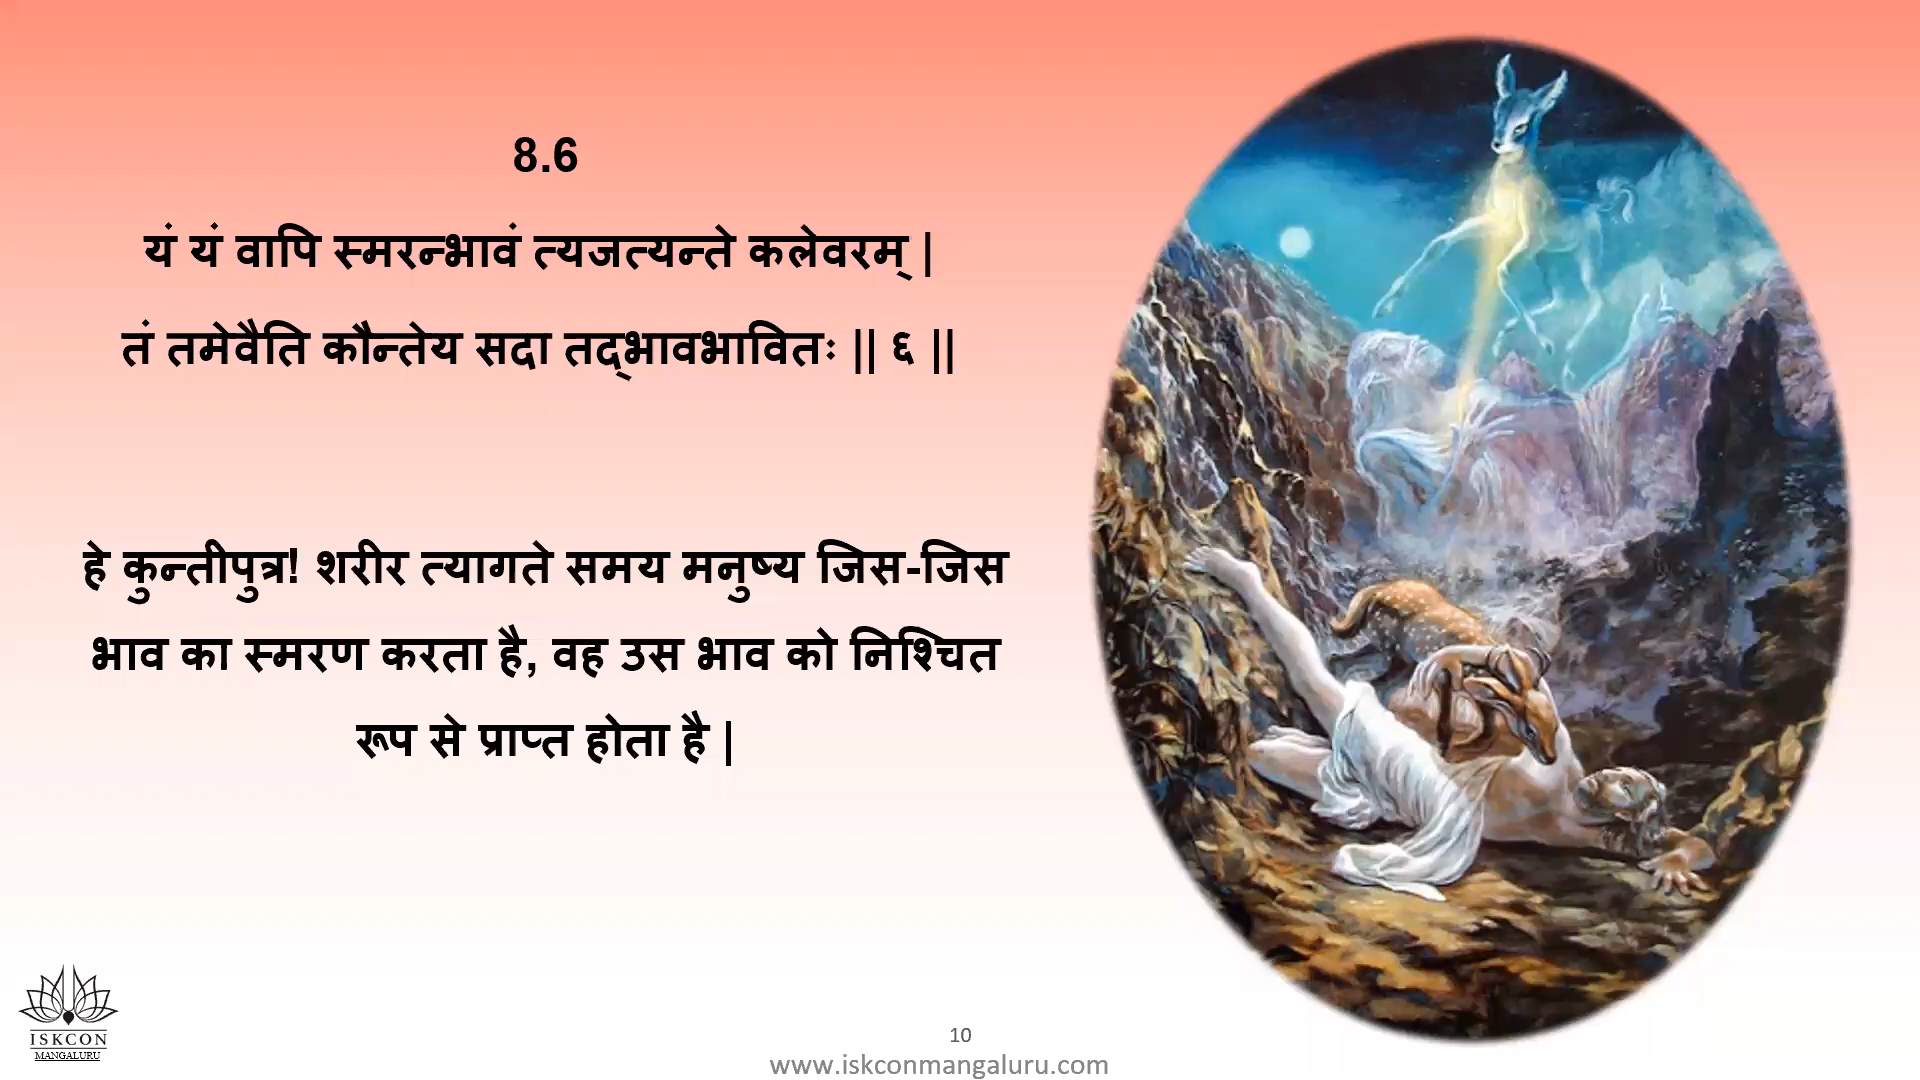 8.6
यं यं वापि स्मरन्भावं त्यजत्यन्ते कलेवरम् |
तं तमेवैति कौन्तेय सदा तद्‌भावभावितः || ६ ||
हे कुन्तीपुत्र! शरीर त्यागते समय मनुष्य जिस-जिस
भाव का स्मरण करता है, वह उस भाव को निश्चित
रूप से प्राप्त होता है |
ISKCON
MANGALURU
10
www.iskconmangaluru.com